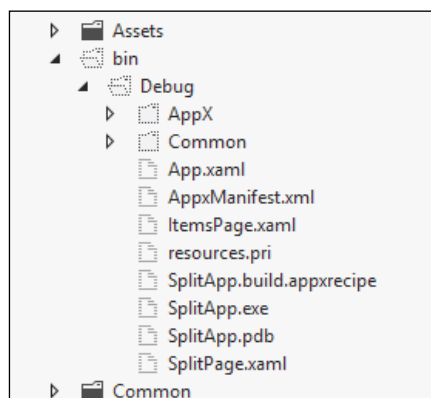 Assets
bin
Debug
AppX
Common
App.xaml
AppxManifest.xml
ItemsPage.xaml
resources.pri
SplitApp.build.appxrecipe
SplitApp.exe
SplitApp.pdb
SplitPage.xaml
Common